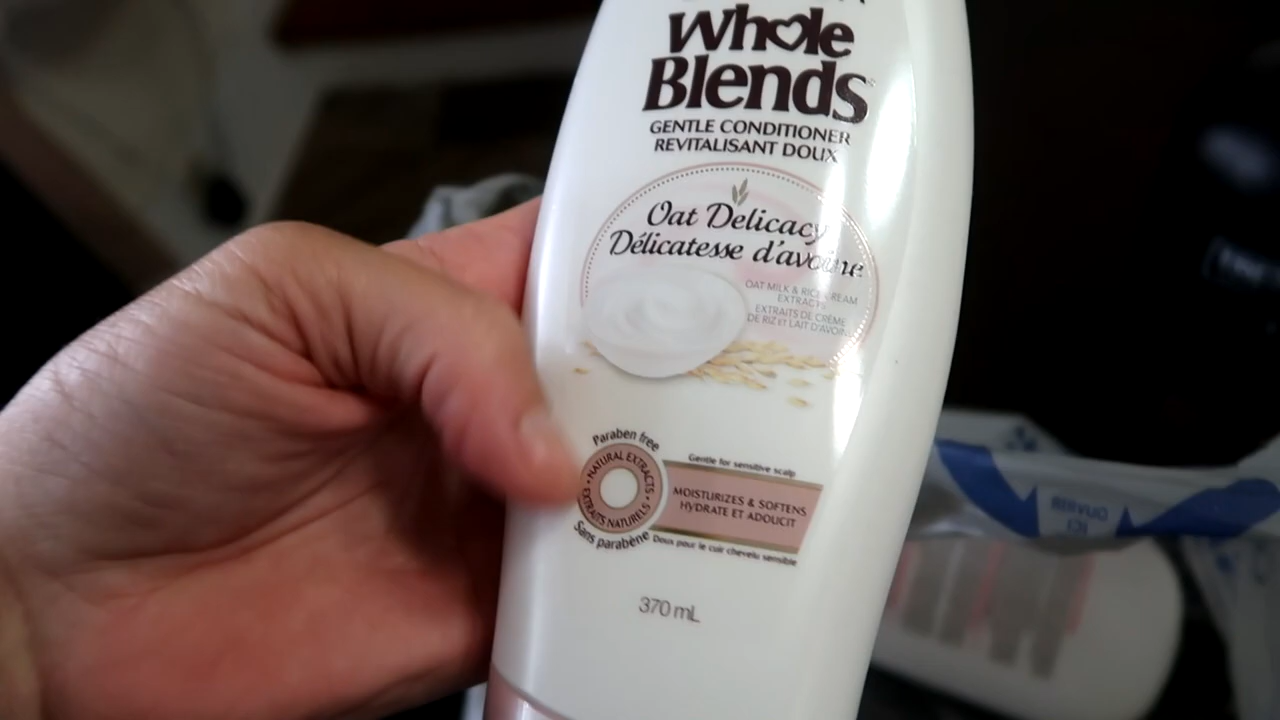 Whole
Blends
GENTLE CONDITIONER
REVITALISANT DOUX
Oat Delicacy
Délicatesse d'avoine
OAT MILK & RICE CREAM
EXTRACTS
EXTRAITS DE CRÈME
DE RIZ ET LAIT D'AVOINE
Paraben free
• NATURAL EXTRACTS •
EXTRAITS NATURELS
Sans parabène
Gentle for sensitive scalp
MOISTURIZES & SOFTENS
HYDRATE ET ADOUCIT
Doux pour le cuir chevelu sensible
370 mL
OUVRIR
ICI